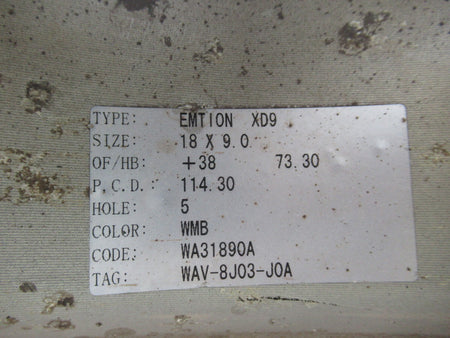 TYPE: EMTION XD9
SIZE: 18 X 9.0
OF/HB: +38 73.30
P.C.D.: 114.30
HOLE: 5
COLOR: WMB
CODE: WA31890A
TAG: WAV-8J03-J0A